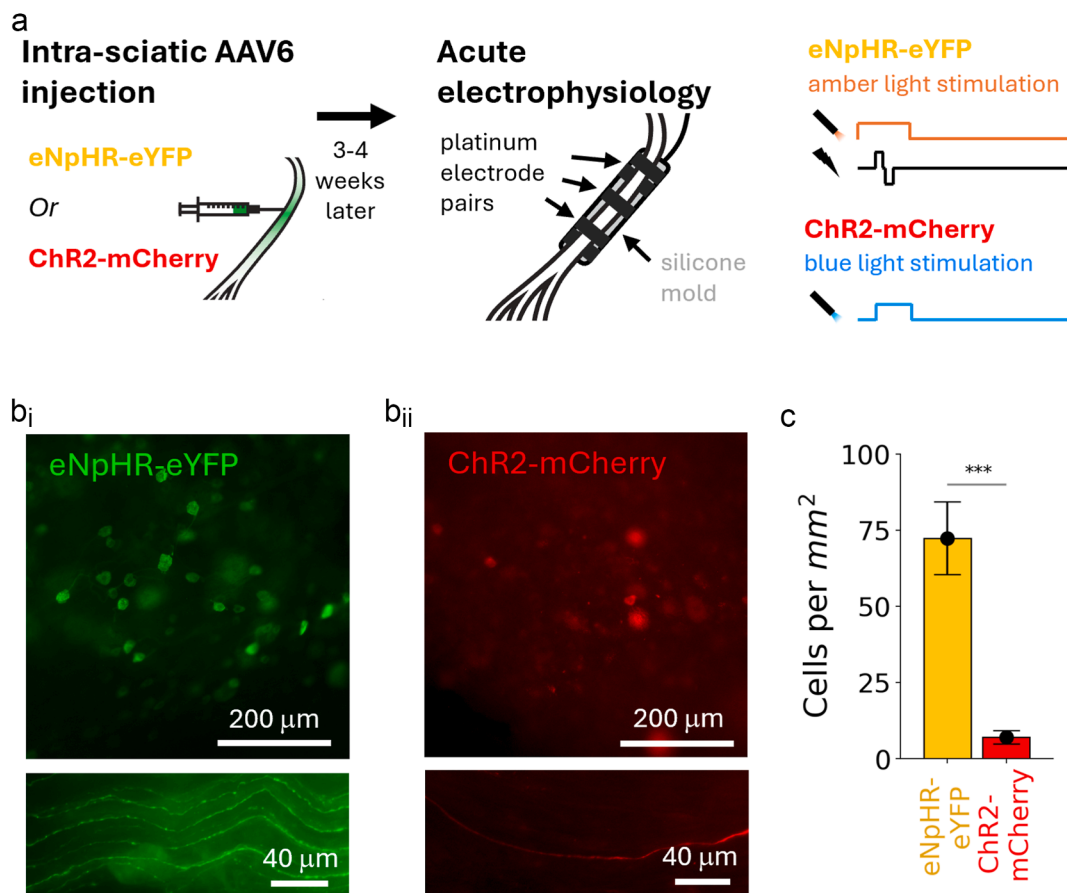 a
Intra-sciatic AAV6
injection
eNpHR-eYFP
Or
ChR2-mCherry
3-4
weeks
later
Acute
electrophysiology
platinum
electrode
pairs
silicone
mold
eNpHR-eYFP
amber light stimulation
ChR2-mCherry
blue light stimulation
bi
eNpHR-eYFP
200 μm
40 μm
bii
ChR2-mCherry
200 μm
40 μm
c
Cells per mm²
100
75
50
25
0
***
eNpHR-
eYFP
ChR2-
mCherry